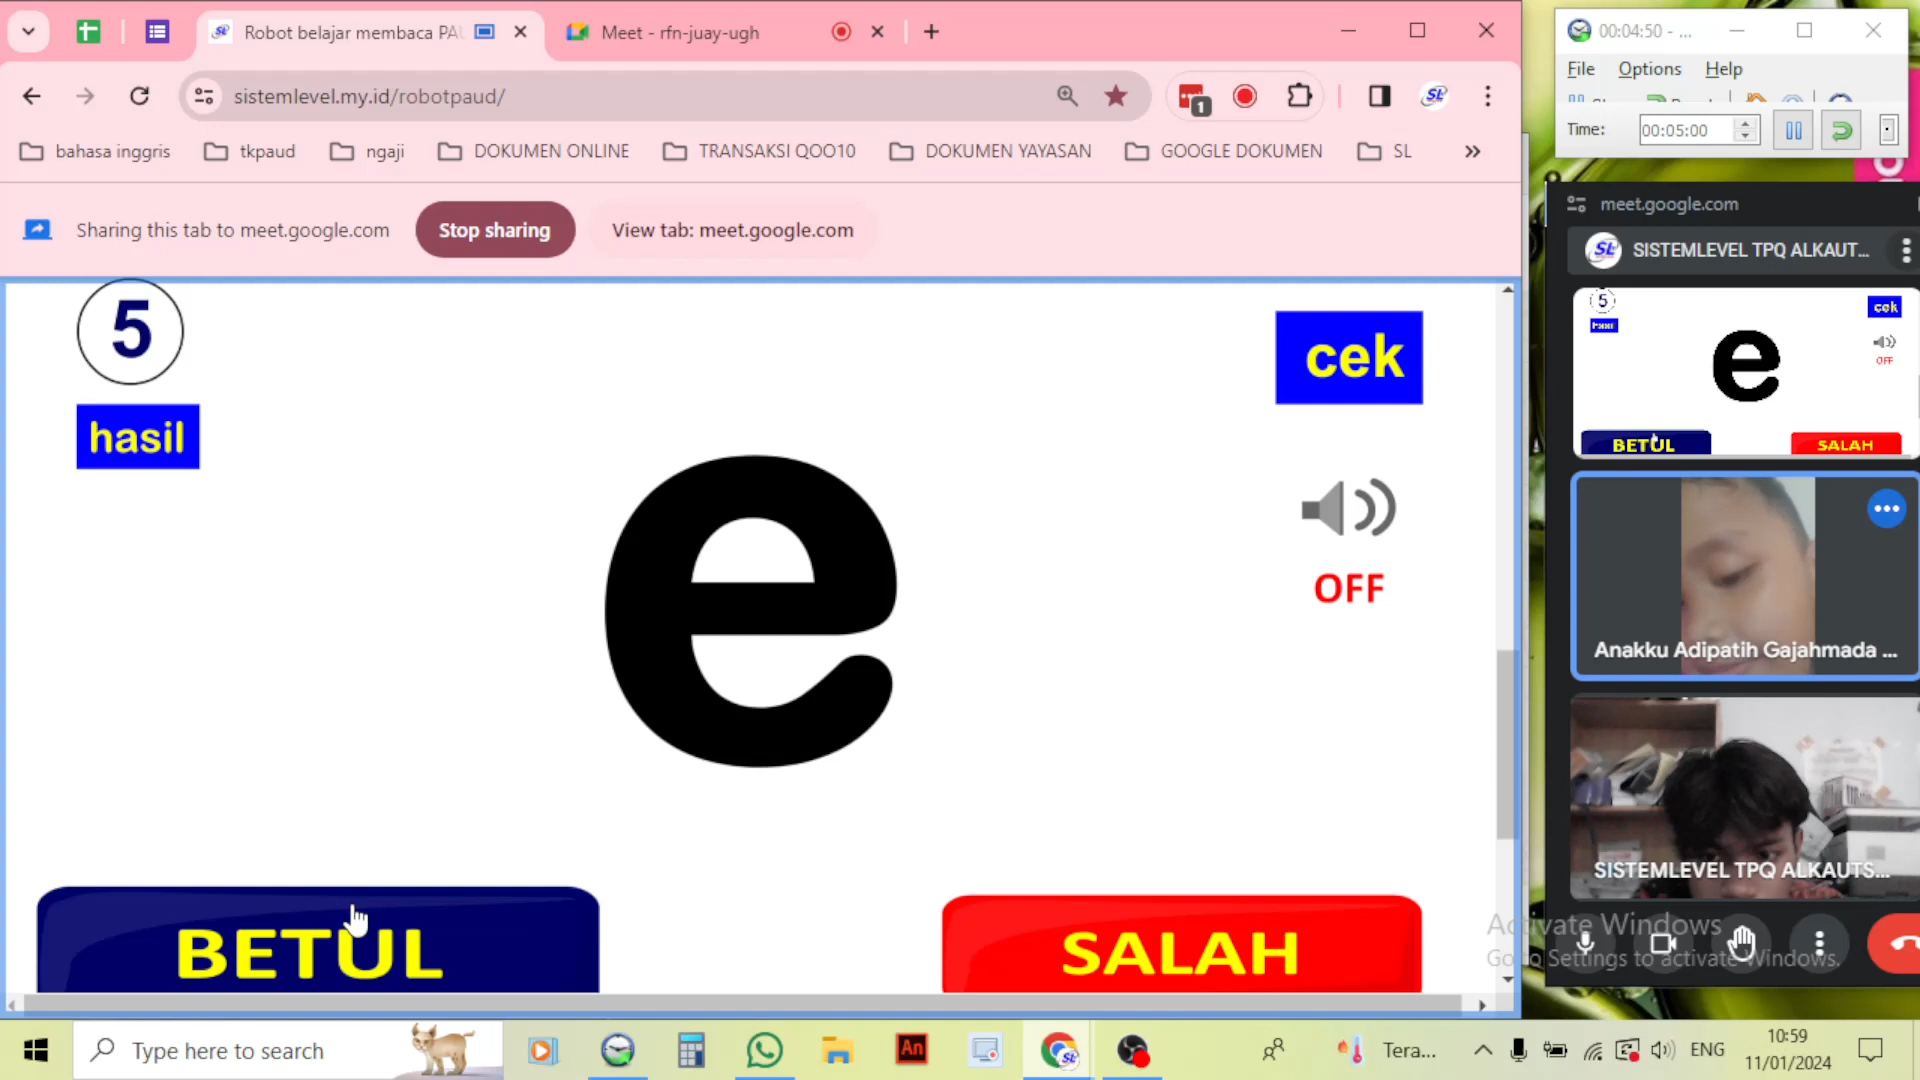 Robot belajar membaca PA
Meet - rfn-juay-ugh
sistemlevel.my.id/robotpaud/
1
bahasa inggris
tkpaud
ngaji
DOKUMEN ONLINE
TRANSAKSI QOO10
DOKUMEN YAYASAN
GOOGLE DOKUMEN
SL
Sharing this tab to meet.google.com
Stop sharing
View tab: meet.google.com
5
hasil
cek
e
OFF
BETUL
SALAH
00:04:50 - ...
File
Options
Help
Time:
00:05:00
meet.google.com
SISTEMLEVEL TPQ ALKAUT...
5
hasil
cek
e
OFF
BETUL
SALAH
Anakku Adipatih Gajahmada ...
SISTEMLEVEL TPQ ALKAUTS...
Activate Windows
Go to Settings to activate Windows.
Type here to search
An
Tera...
ENG
10:59
11/01/2024